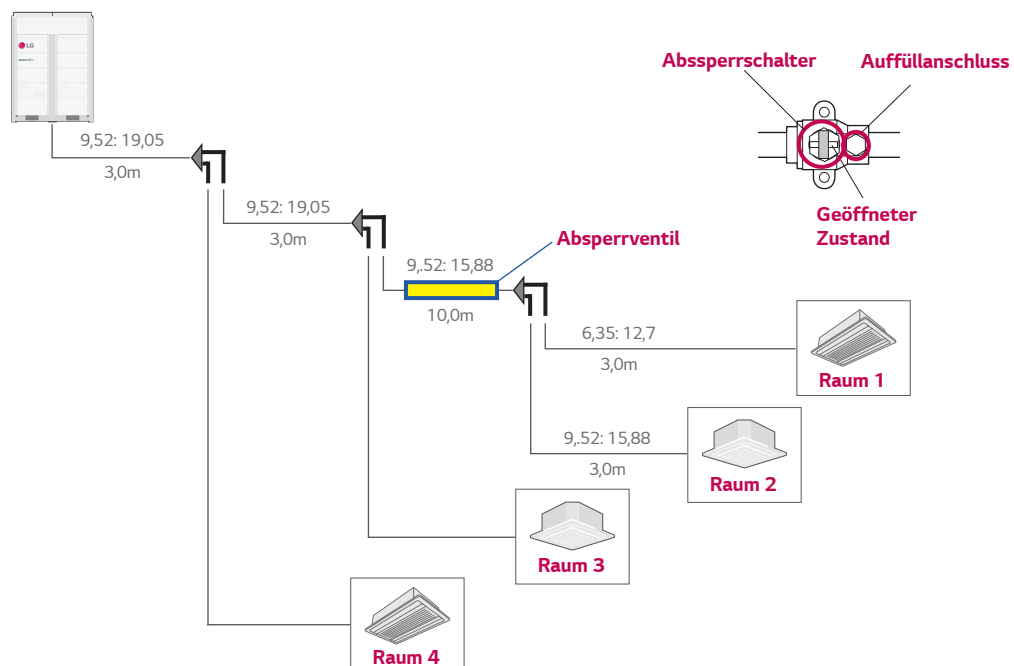 LG
Abssperrschalter
Auffüllanschluss
9,52: 19,05
3,0m
Geöffneter
Zustand
9,52: 19,05
3,0m
Absperrventil
9,.52: 15,88
10,0m
6,35: 12,7
3,0m
Raum 1
9,.52: 15,88
3,0m
Raum 2
Raum 3
Raum 4